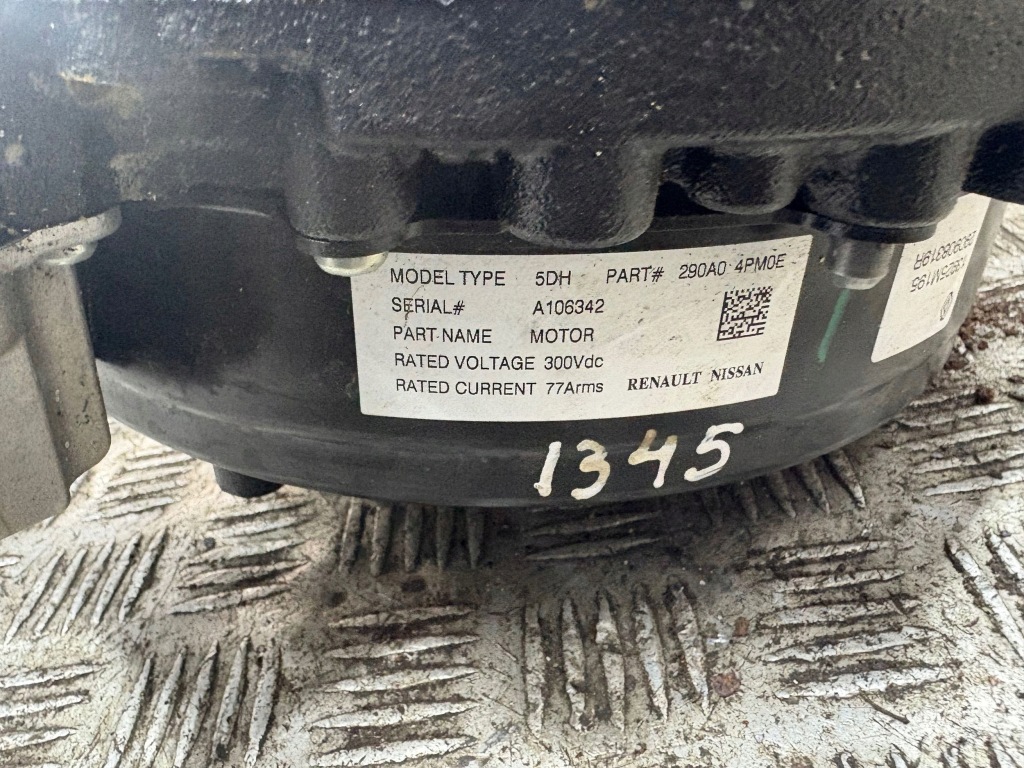 MODEL TYPE 5DH PART# 290A0 4PM0E
SERIAL# A106342
PART NAME MOTOR
RATED VOLTAGE 300Vdc
RATED CURRENT 77Arms RENAULT NISSAN
1345
290908319R